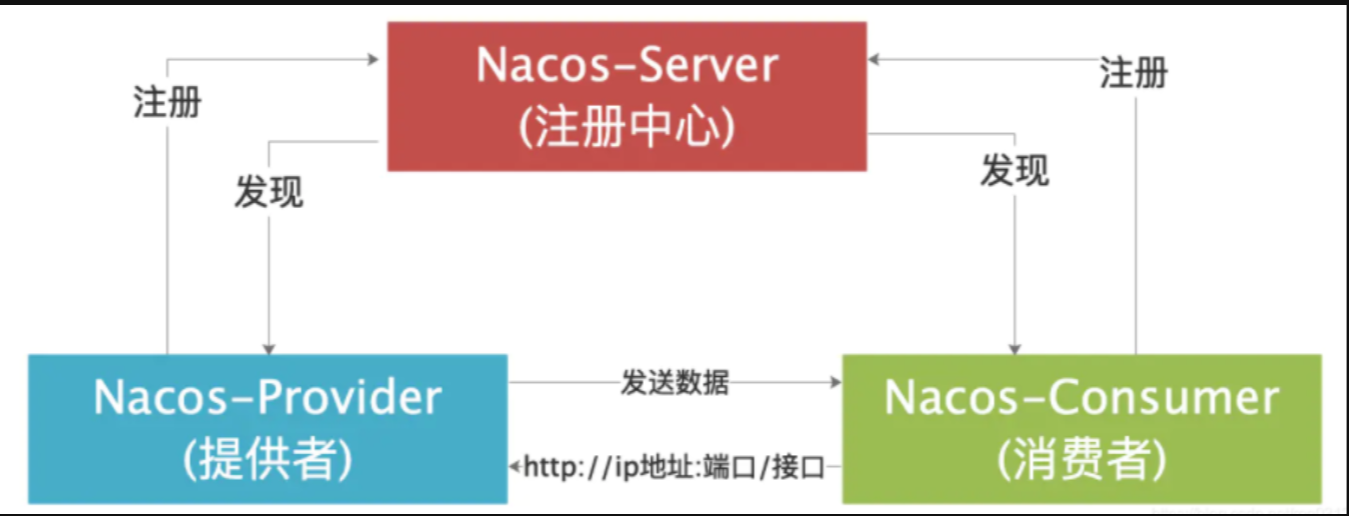 Nacos-Server
(注册中心)
注册
注册
发现
发现
Nacos-Provider
(提供者)
发送数据
http://ip地址:端口/接口
Nacos-Consumer
(消费者)